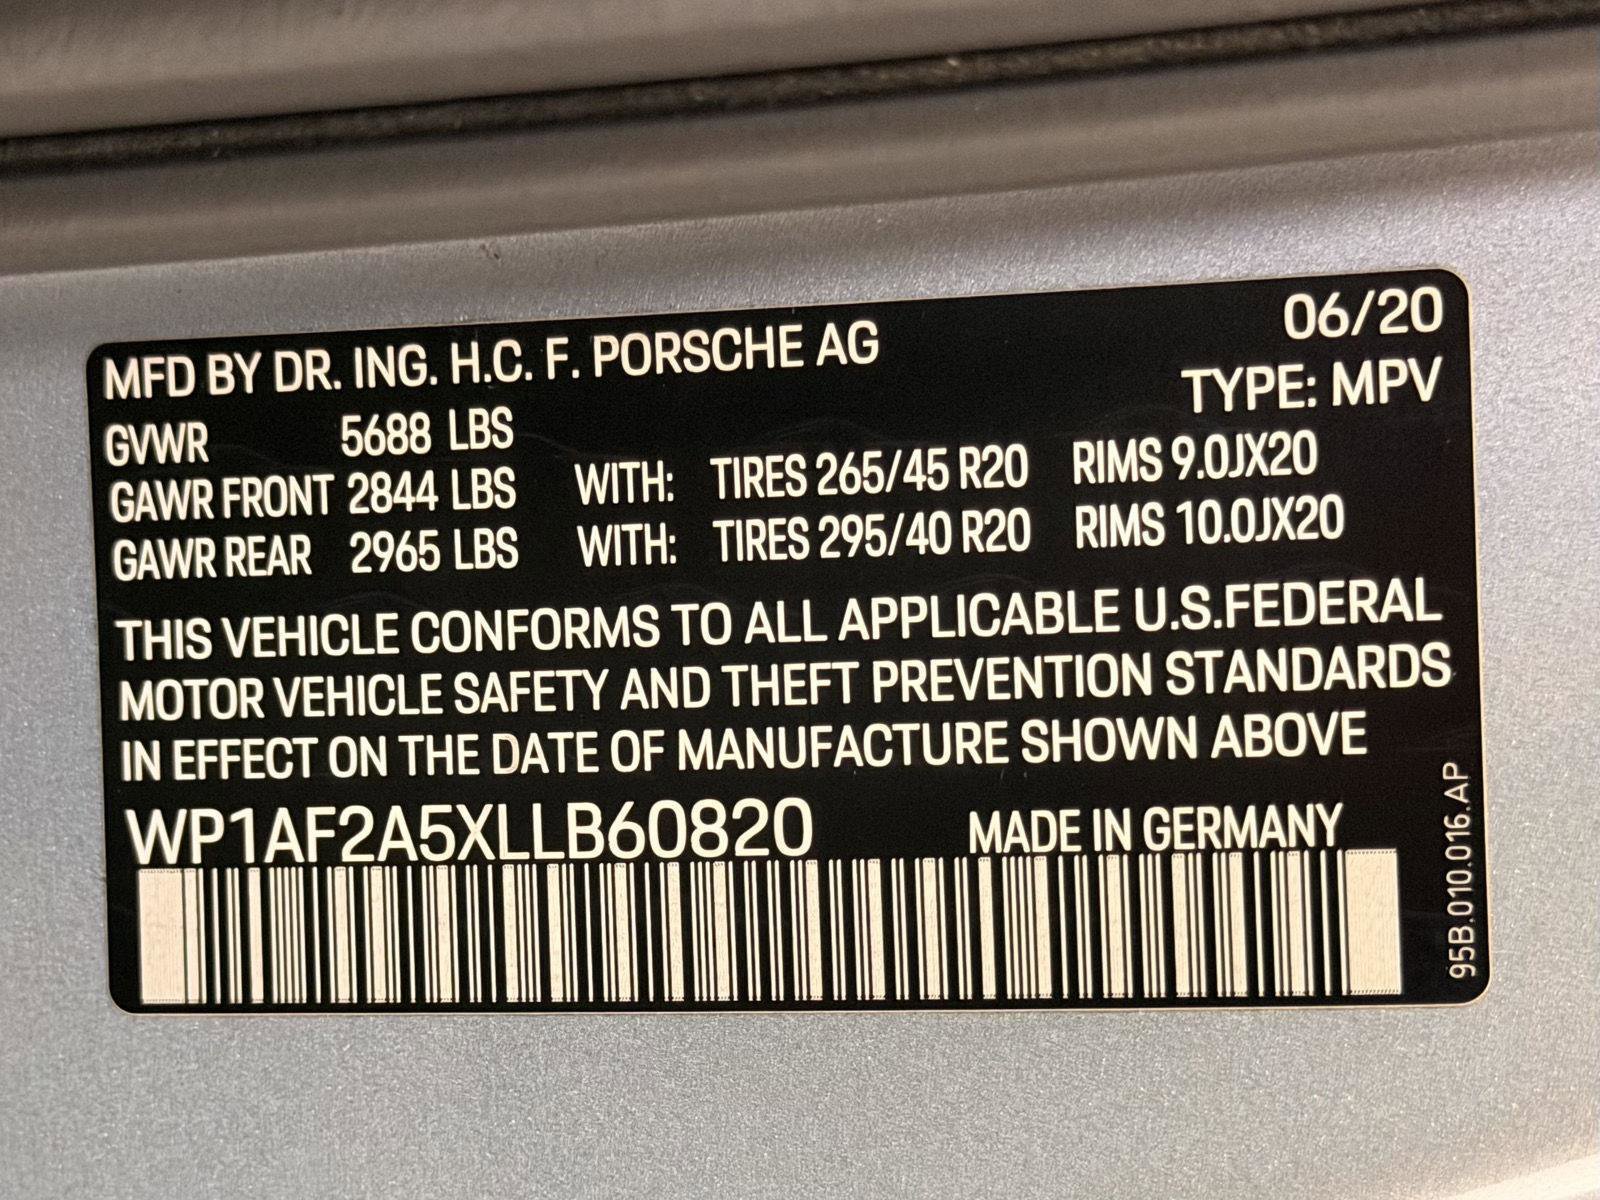 MFD BY DR. ING. H.C. F. PORSCHE AG 06/20
TYPE: MPV
GVWR 5688 LBS
GAWR FRONT 2844 LBS WITH: TIRES 265/45 R20 RIMS 9.0JX20
GAWR REAR 2965 LBS WITH: TIRES 295/40 R20 RIMS 10.0JX20
THIS VEHICLE CONFORMS TO ALL APPLICABLE U.S.FEDERAL
MOTOR VEHICLE SAFETY AND THEFT PREVENTION STANDARDS
IN EFFECT ON THE DATE OF MANUFACTURE SHOWN ABOVE
WP1AF2A5XLLB60820 MADE IN GERMANY
95B.010.016.AP